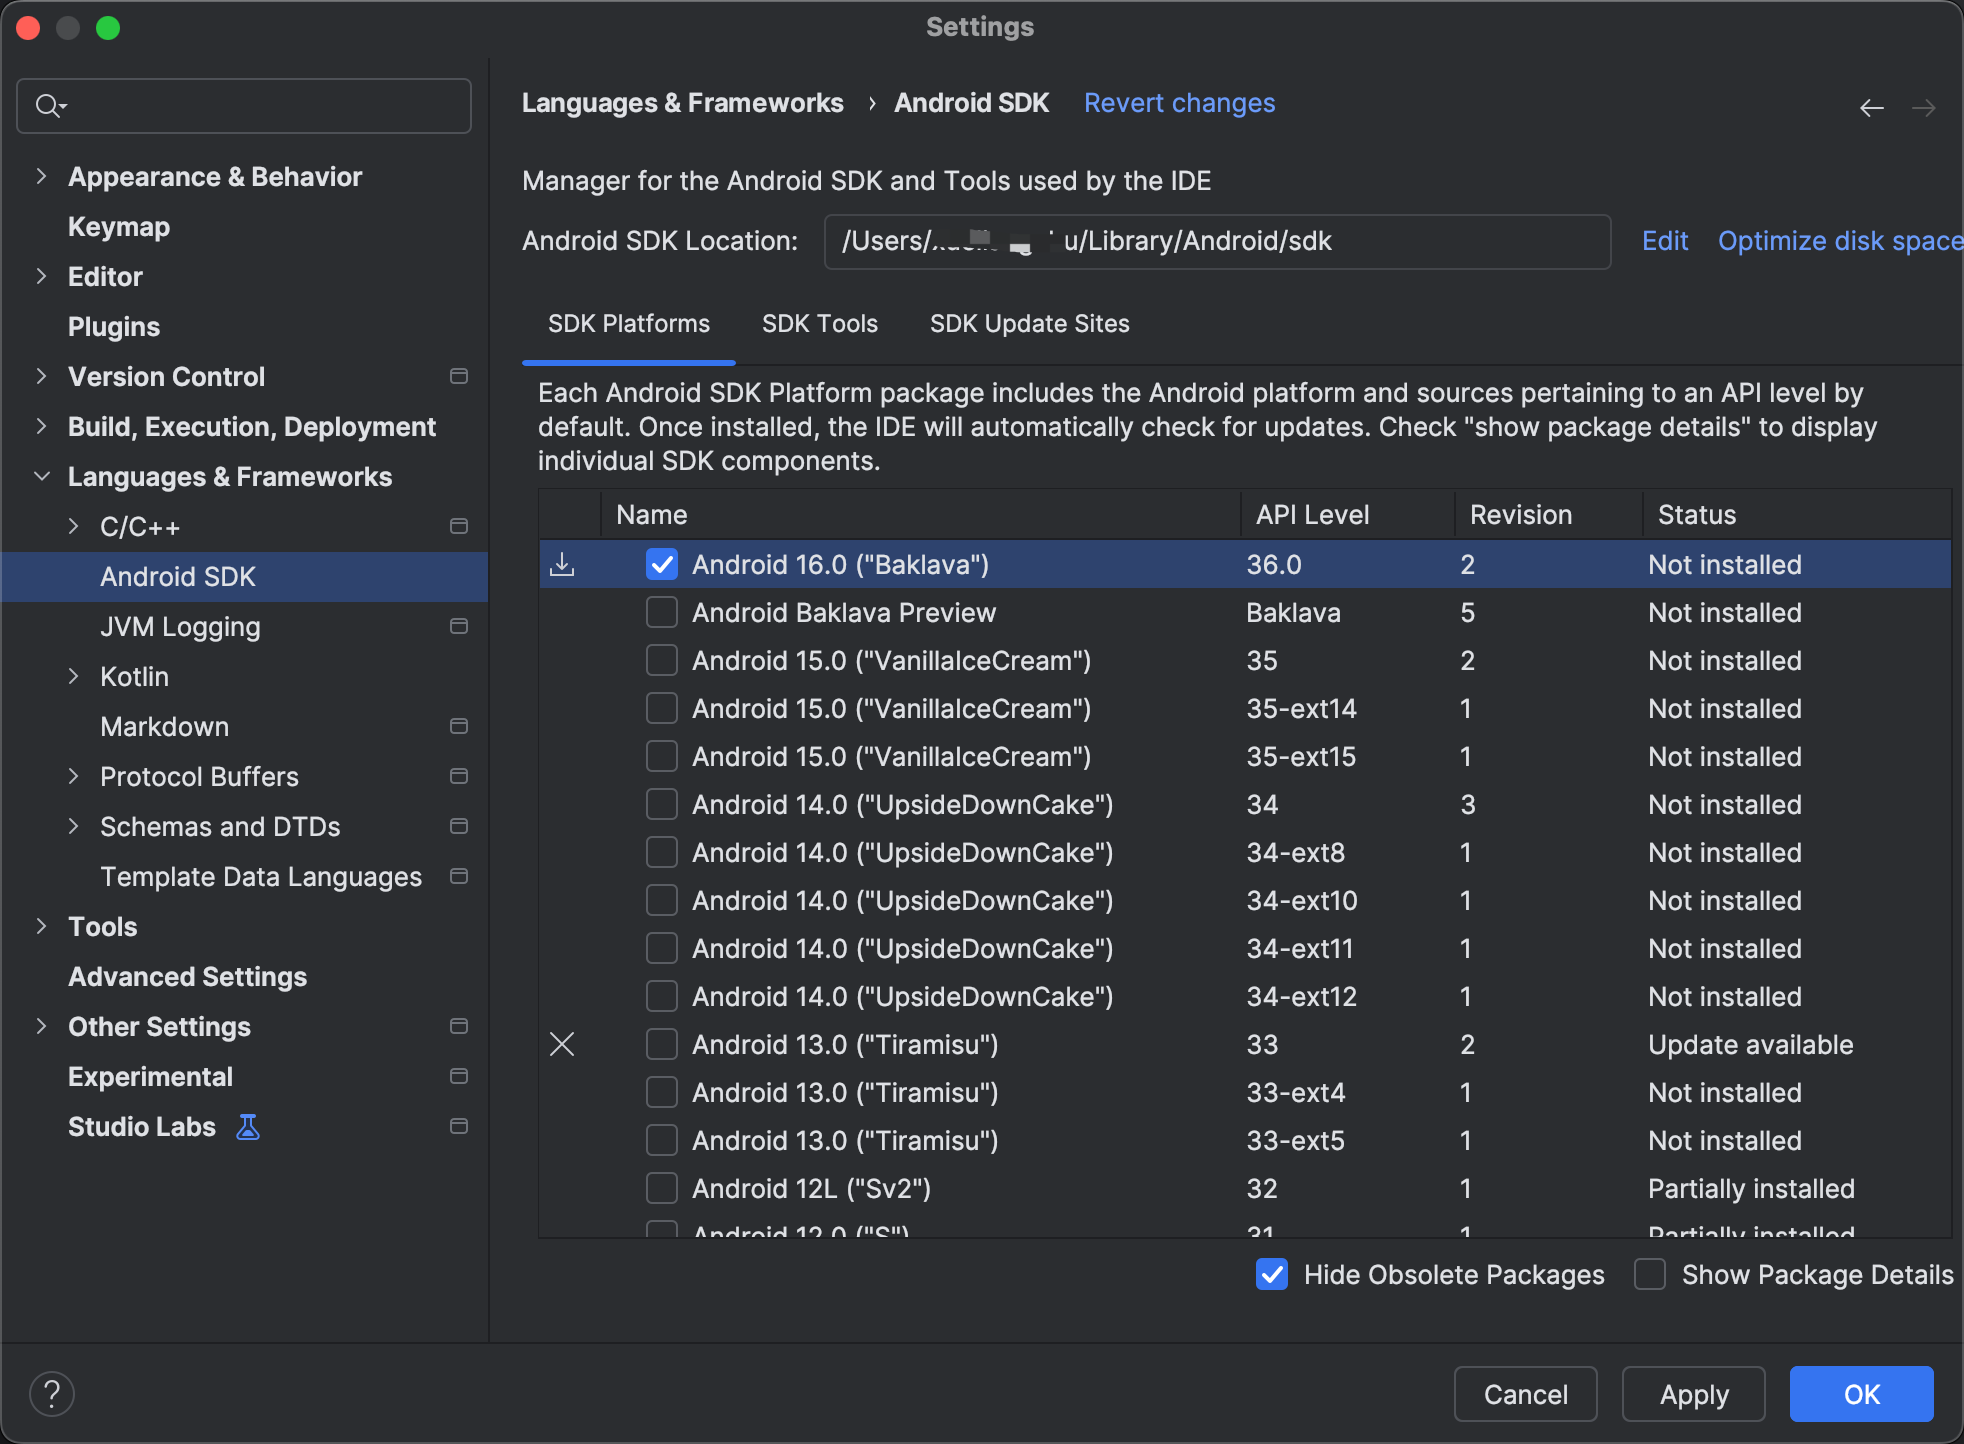 Settings
Languages & Frameworks › Android SDK Revert changes
Appearance & Behavior
Keymap
Editor
Plugins
Version Control
Build, Execution, Deployment
Languages & Frameworks
C/C++
Android SDK
JVM Logging
Kotlin
Markdown
Protocol Buffers
Schemas and DTDs
Template Data Languages
Tools
Advanced Settings
Other Settings
Experimental
Studio Labs
Manager for the Android SDK and Tools used by the IDE
Android SDK Location: /Users/ u/Library/Android/sdk Edit Optimize disk space
SDK Platforms SDK Tools SDK Update Sites
Each Android SDK Platform package includes the Android platform and sources pertaining to an API level by
default. Once installed, the IDE will automatically check for updates. Check "show package details" to display
individual SDK components.
Name API Level Revision Status
Android 16.0 ("Baklava") 36.0 2 Not installed
Android Baklava Preview Baklava 5 Not installed
Android 15.0 ("VanillaIceCream") 35 2 Not installed
Android 15.0 ("VanillaIceCream") 35-ext14 1 Not installed
Android 15.0 ("VanillaIceCream") 35-ext15 1 Not installed
Android 14.0 ("UpsideDownCake") 34 3 Not installed
Android 14.0 ("UpsideDownCake") 34-ext8 1 Not installed
Android 14.0 ("UpsideDownCake") 34-ext10 1 Not installed
Android 14.0 ("UpsideDownCake") 34-ext11 1 Not installed
Android 14.0 ("UpsideDownCake") 34-ext12 1 Not installed
Android 13.0 ("Tiramisu") 33 2 Update available
Android 13.0 ("Tiramisu") 33-ext4 1 Not installed
Android 13.0 ("Tiramisu") 33-ext5 1 Not installed
Android 12L ("Sv2") 32 1 Partially installed
Android 12.0 ("S") 31 1 Partially installed
Hide Obsolete Packages Show Package Details
? Cancel Apply OK